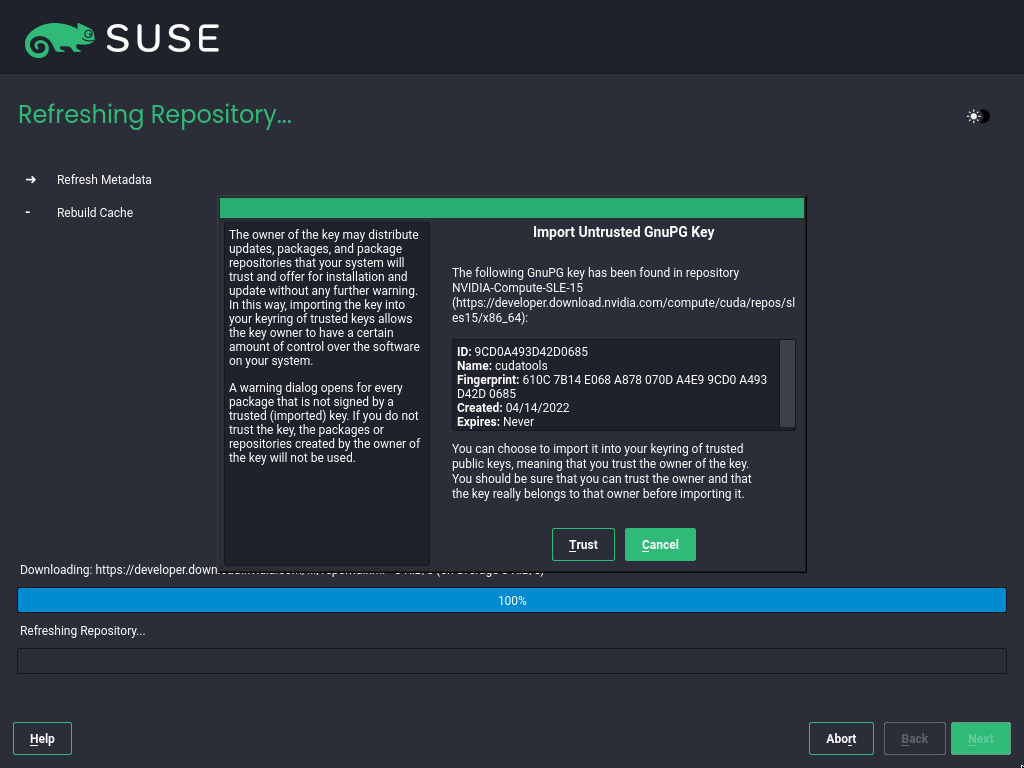 SUSE
Refreshing Repository...
➔ Refresh Metadata
- Rebuild Cache
The owner of the key may distribute
updates, packages, and package
repositories that your system will
trust and offer for installation and
update without any further warning.
In this way, importing the key into
your keyring of trusted keys allows
the key owner to have a certain
amount of control over the software
on your system.
A warning dialog opens for every
package that is not signed by a
trusted (imported) key. If you do not
trust the key, the packages or
repositories created by the owner of
the key will not be used.
Import Untrusted GnuPG Key
The following GnuPG key has been found in repository
NVIDIA-Compute-SLE-15
(https://developer.download.nvidia.com/compute/cuda/repos/sl
es15/x86_64):
ID: 9CD0A493D42D0685
Name: cudatools
Fingerprint: 610C 7B14 E068 A878 070D A4E9 9CD0 A493
D42D 0685
Created: 04/14/2022
Expires: Never
You can choose to import it into your keyring of trusted
public keys, meaning that you trust the owner of the key.
You should be sure that you can trust the owner and that
the key really belongs to that owner before importing it.
Trust Cancel
Downloading: https://developer.down
100%
Refreshing Repository...
Help Abort Back Next